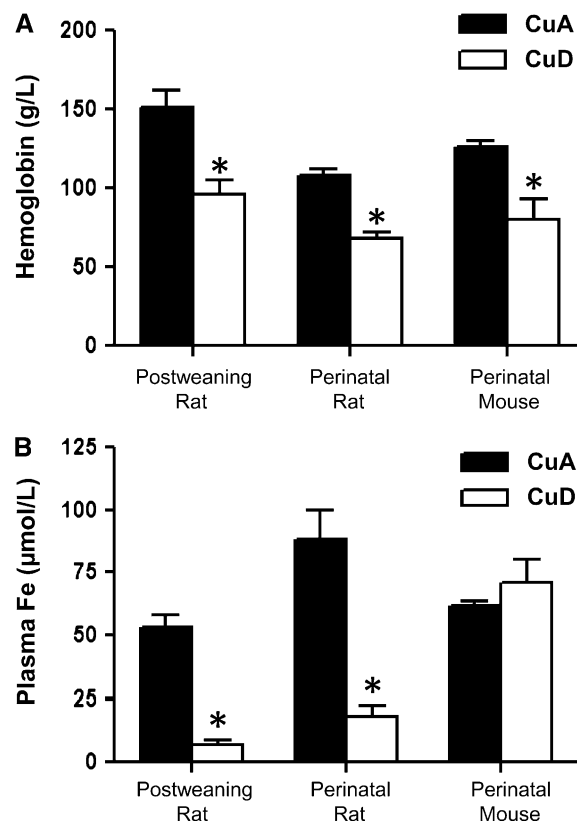 A
200
150
100
50
0
Hemoglobin (g/L)
CuA
CuD
*
*
*
Postweaning
Rat
Perinatal
Rat
Perinatal
Mouse
B
125
100
75
50
25
0
Plasma Fe (µmol/L)
CuA
CuD
*
*
Postweaning
Rat
Perinatal
Rat
Perinatal
Mouse